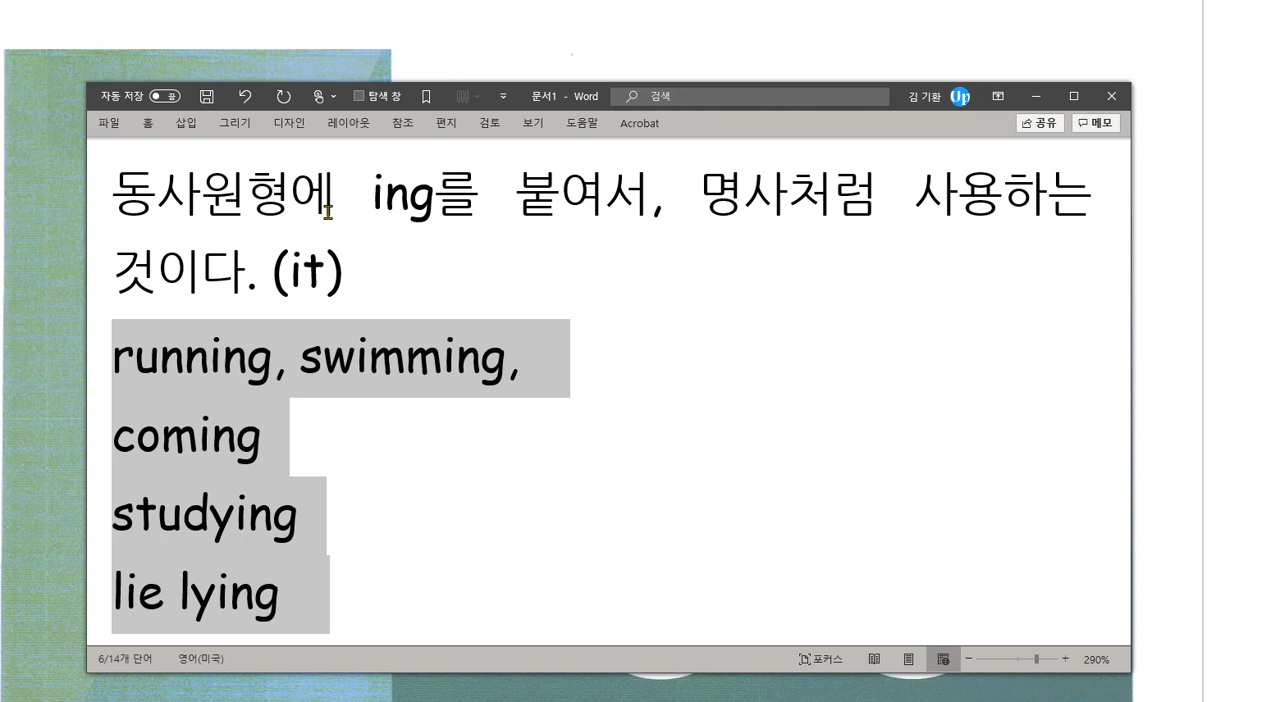 자동 저장 끔 탐색 창 문서1 - Word 검색 김 기환 Up
파일 홈 삽입 그리기 디자인 레이아웃 참조 편지 검토 보기 도움말 Acrobat 공유 메모
동사원형에 ing를 붙여서, 명사처럼 사용하는
것이다. (it)
running, swimming,
coming
studying
lie lying
6/14개 단어 영어(미국) 포커스 290%